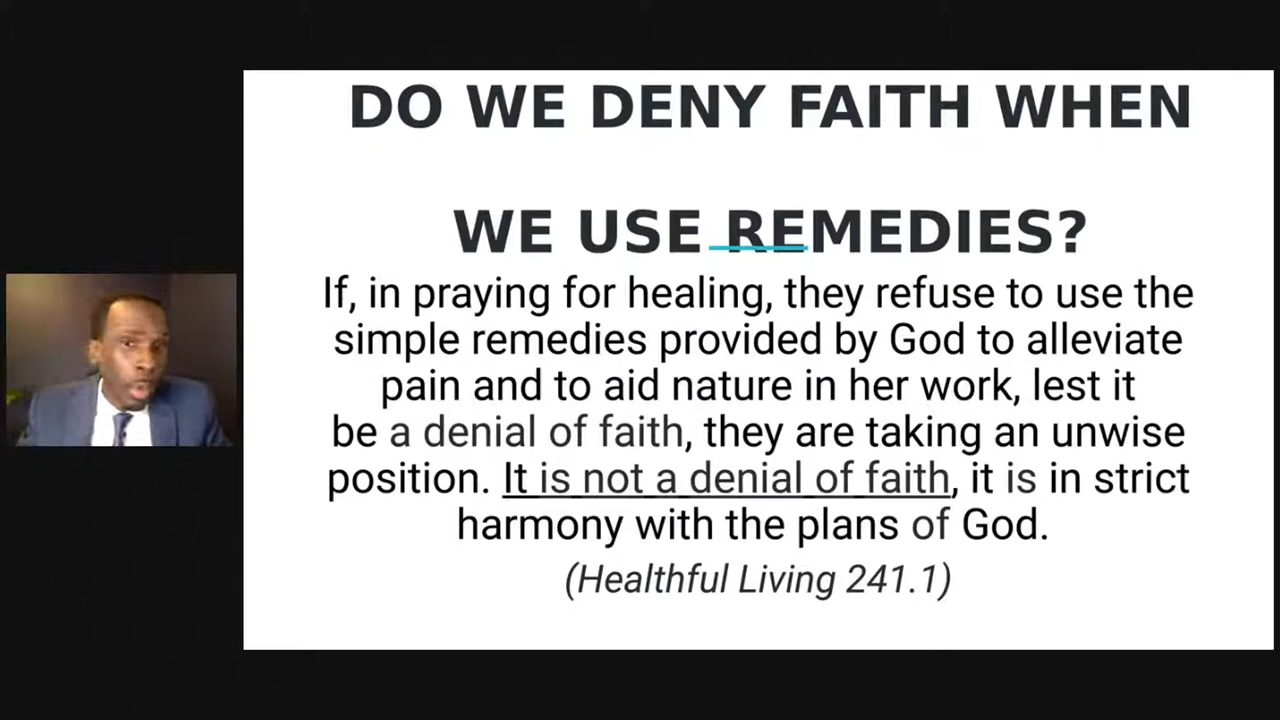 DO WE DENY FAITH WHEN
WE USE REMEDIES?
If, in praying for healing, they refuse to use the
simple remedies provided by God to alleviate
pain and to aid nature in her work, lest it
be a denial of faith, they are taking an unwise
position. It is not a denial of faith, it is in strict
harmony with the plans of God.
(Healthful Living 241.1)